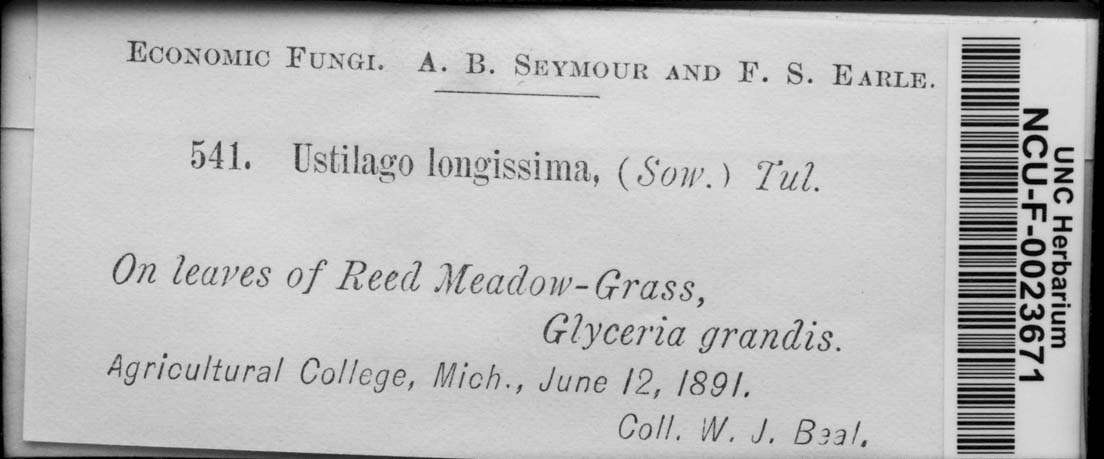 ECONOMIC FUNGI. A. B. SEYMOUR AND F. S. EARLE.
541. Ustilago longissima, (Sow.) Tul.
On leaves of Reed Meadow-Grass,
Glyceria grandis.
Agricultural College, Mich., June 12, 1891.
Coll. W. J. Beal.
UNC Herbarium
NCU-F-0023671